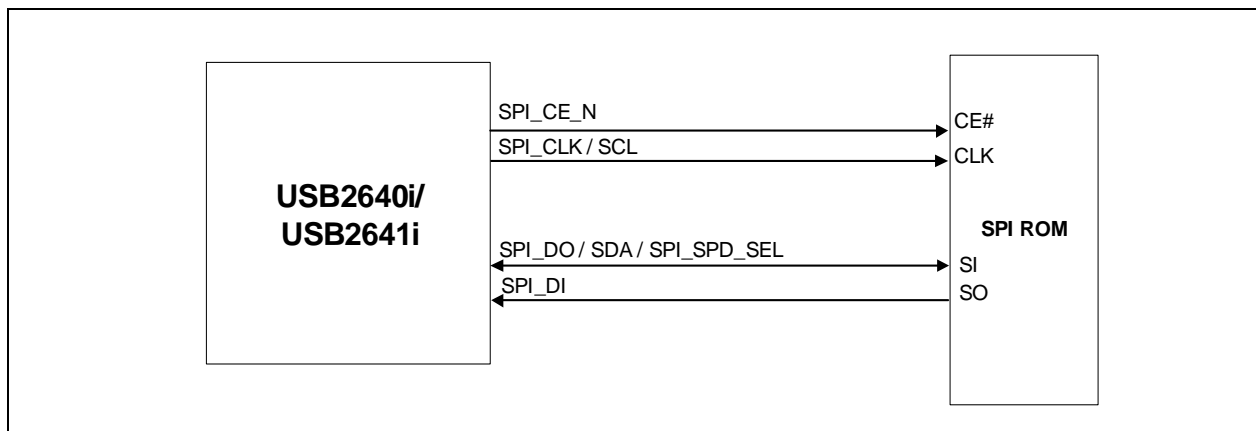 SPI_CE_N
CE#
SPI_CLK / SCL
CLK
USB2640i/
USB2641i
SPI ROM
SPI_DO / SDA / SPI_SPD_SEL
SI
SPI_DI
SO